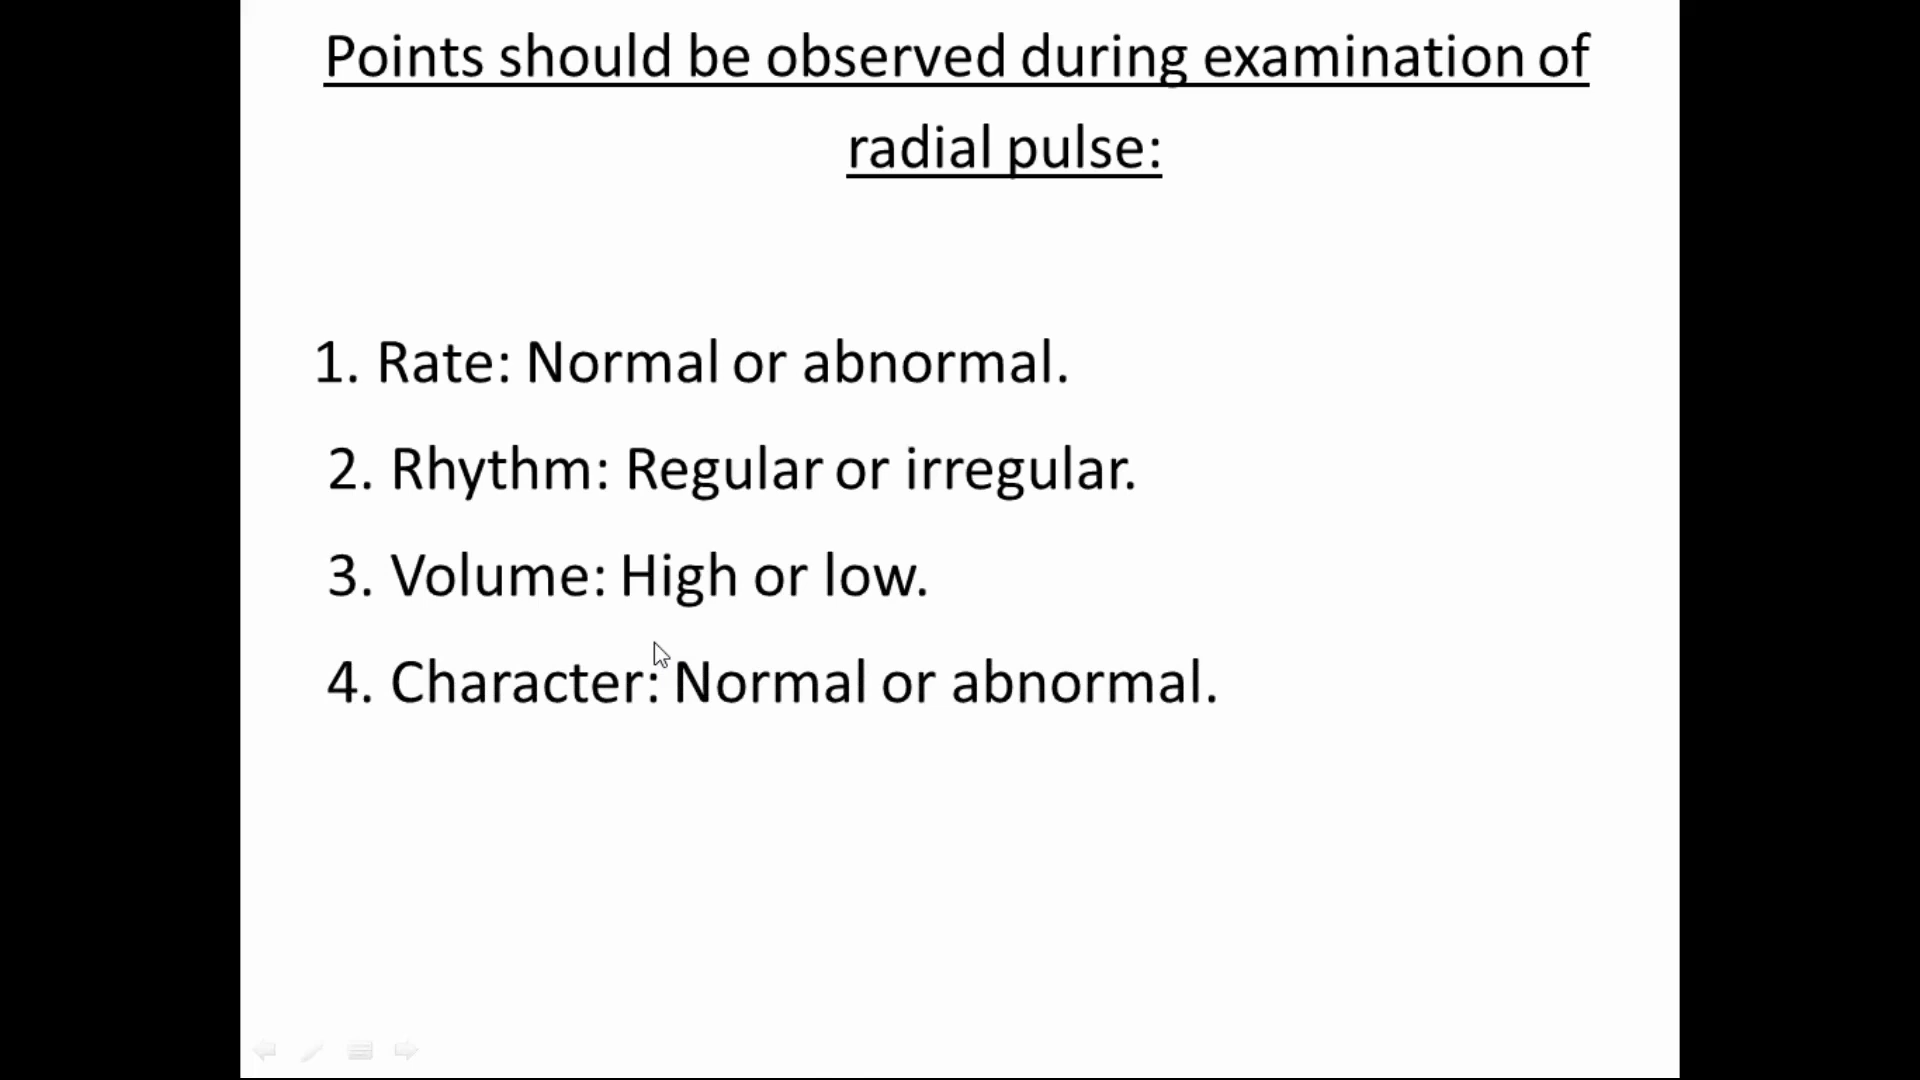 Points should be observed during examination of
radial pulse:
1. Rate: Normal or abnormal.
2. Rhythm: Regular or irregular.
3. Volume: High or low.
4. Character: Normal or abnormal.